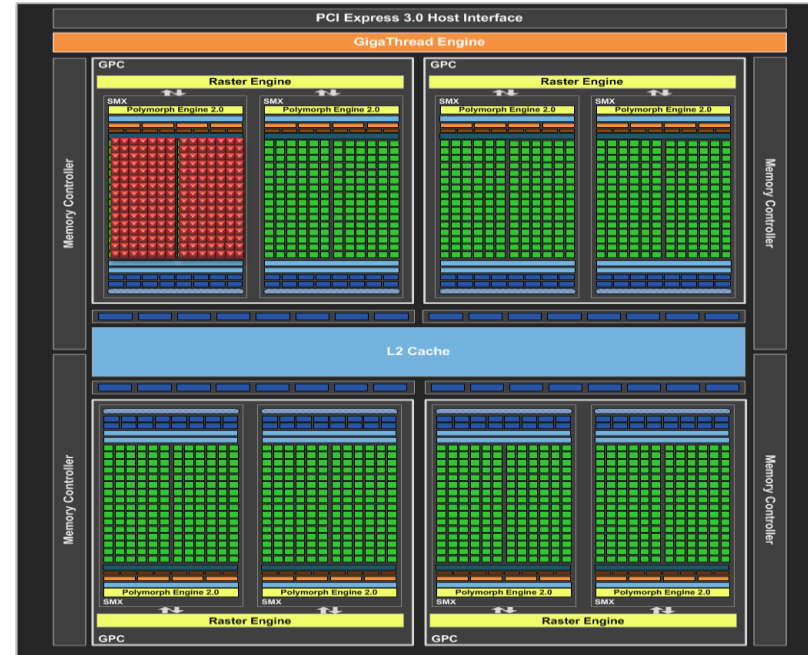 PCI Express 3.0 Host Interface
GigaThread Engine
GPC
GPC
Raster Engine
Raster Engine
SMX
SMX
SMX
SMX
Polymorph Engine 2.0
Polymorph Engine 2.0
Polymorph Engine 2.0
Polymorph Engine 2.0
Memory Controller
Memory Controller
L2 Cache
Memory Controller
Memory Controller
Polymorph Engine 2.0
Polymorph Engine 2.0
Polymorph Engine 2.0
Polymorph Engine 2.0
SMX
SMX
SMX
SMX
Raster Engine
Raster Engine
GPC
GPC